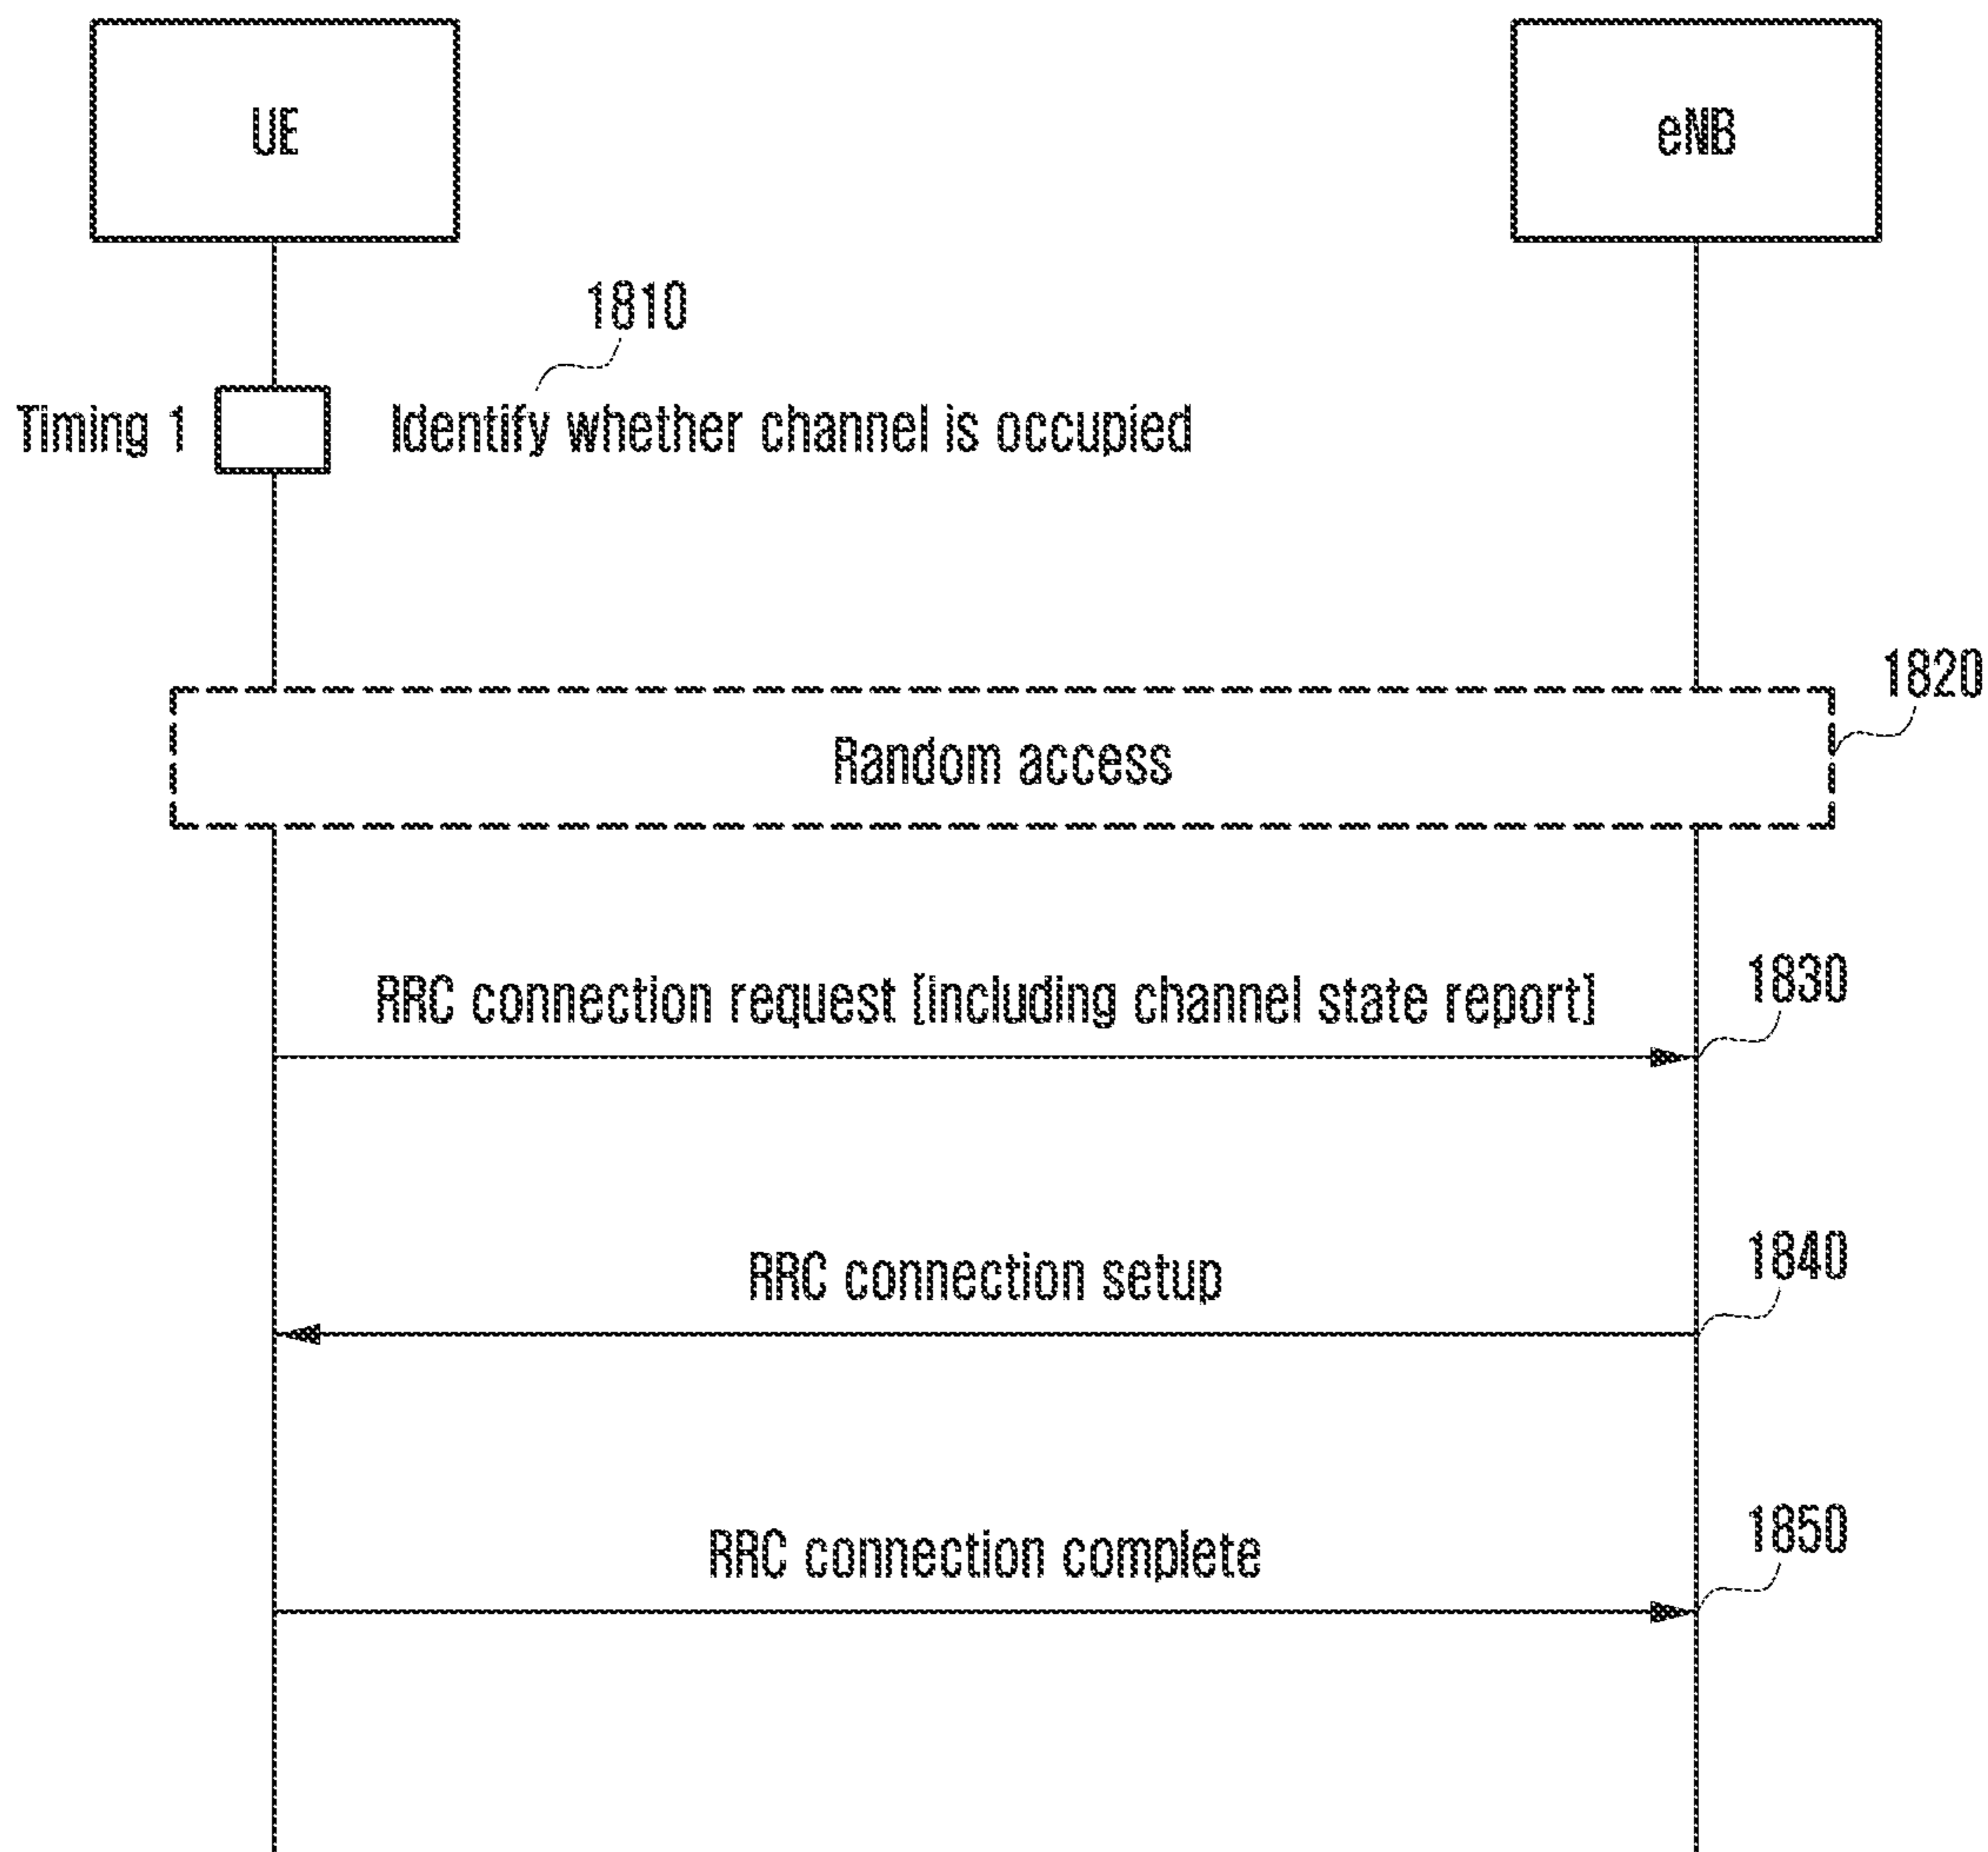 UE
eNB
1810
Timing 1
Identify whether channel is occupied
1820
Random access
1830
RRC connection request [including channel state report]
1840
RRC connection setup
1850
RRC connection complete